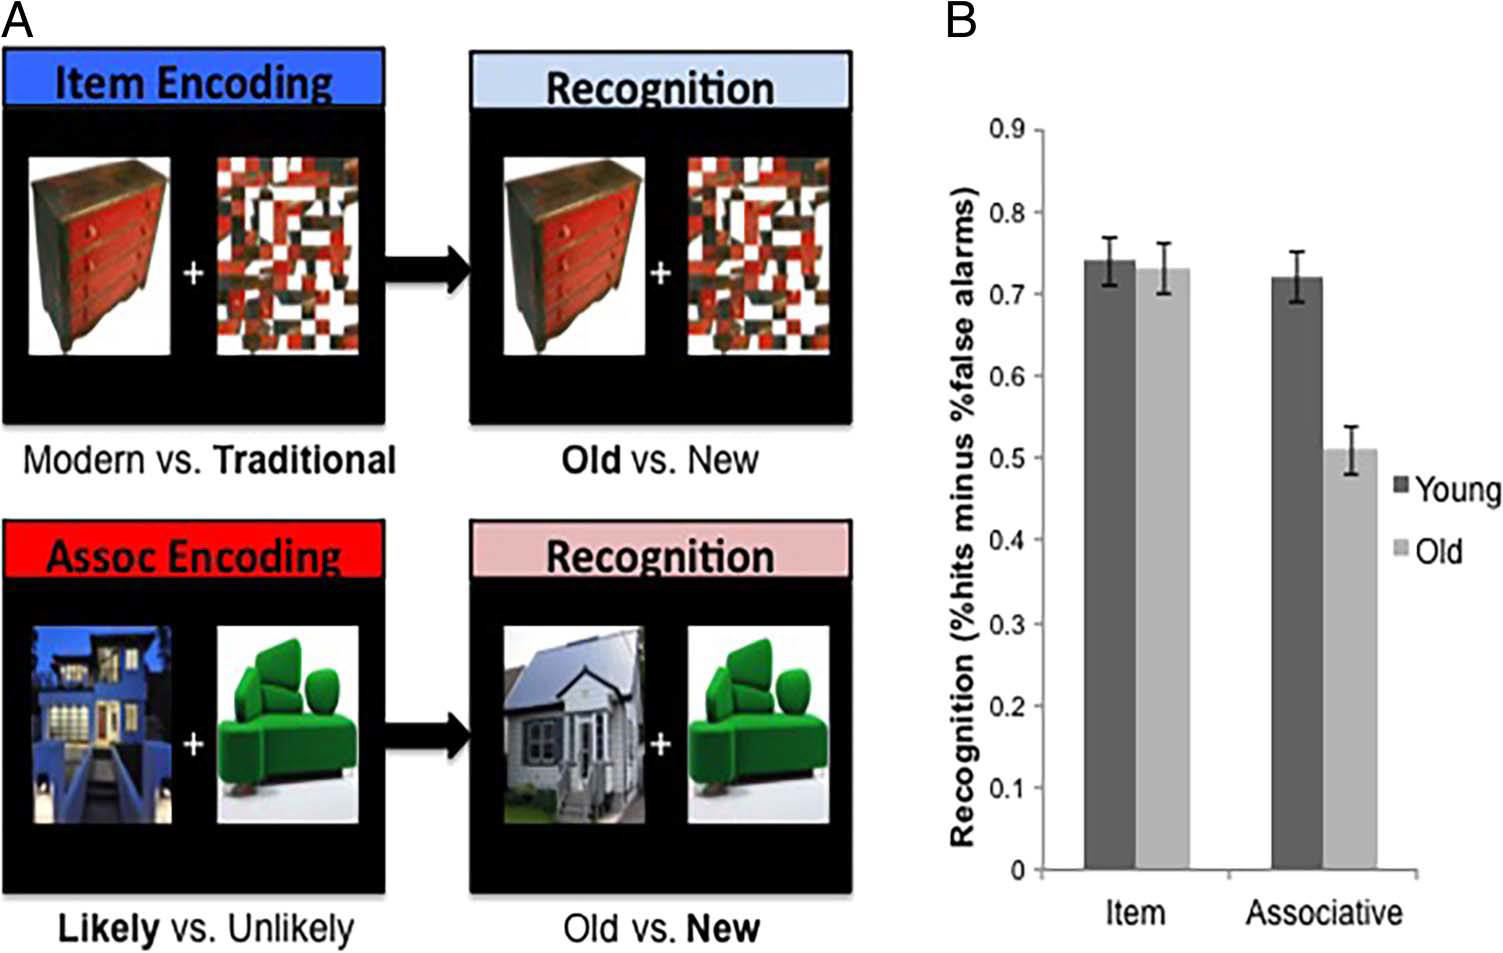 A
Item Encoding
Recognition
+
+
Modern vs. Traditional
Old vs. New
Assoc Encoding
Recognition
+
+
Likely vs. Unlikely
Old vs. New
B
Recognition (%hits minus %false alarms)
0.9
0.8
0.7
0.6
0.5
0.4
0.3
0.2
0.1
0
Item
Associative
Young
Old